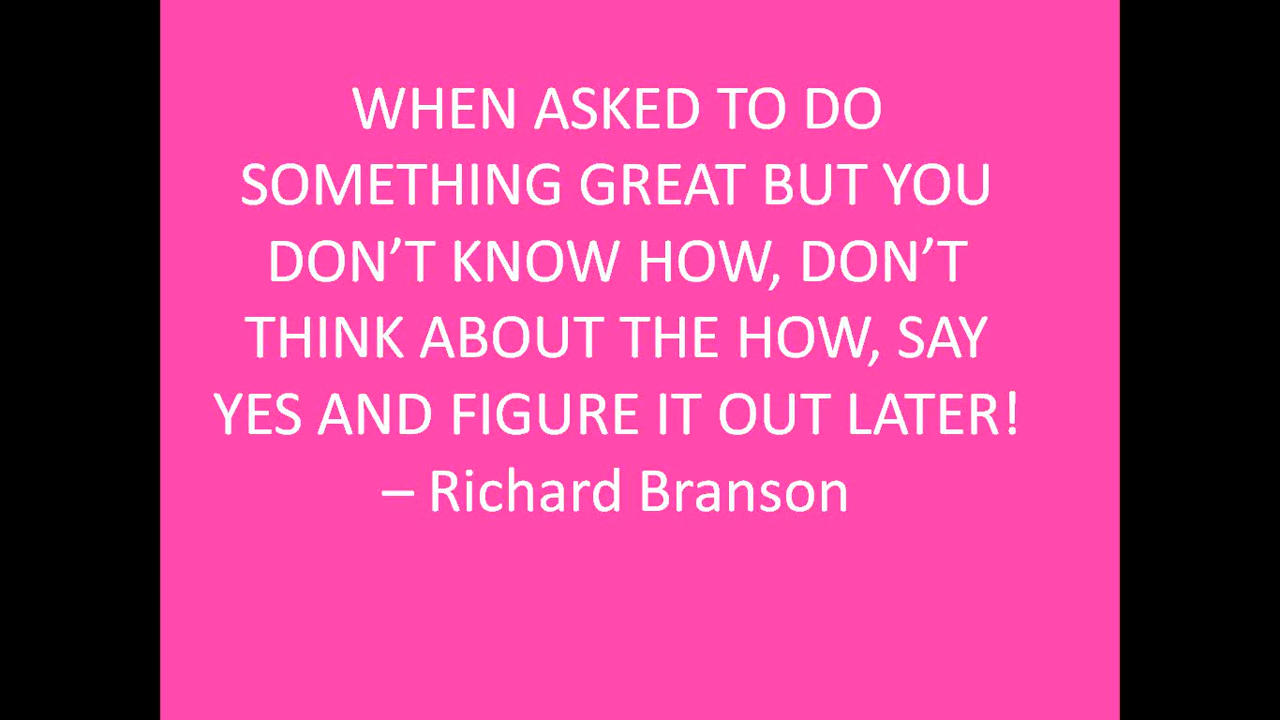 WHEN ASKED TO DO
SOMETHING GREAT BUT YOU
DON’T KNOW HOW, DON’T
THINK ABOUT THE HOW, SAY
YES AND FIGURE IT OUT LATER!
– Richard Branson